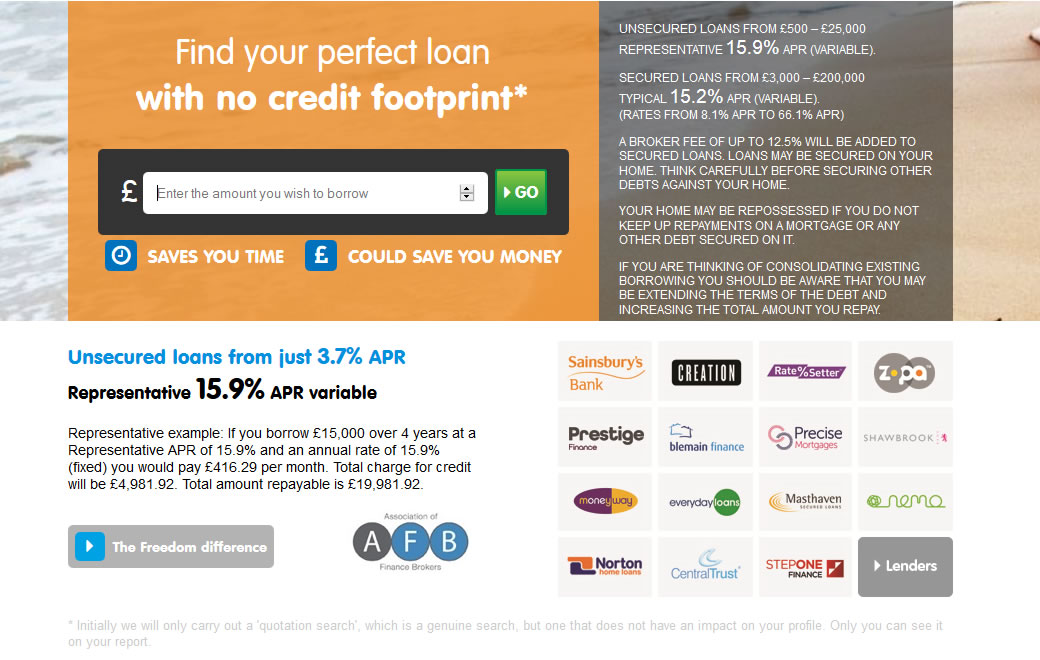 Find your perfect loan
with no credit footprint*
£
Enter the amount you wish to borrow
GO
SAVES YOU TIME
£
COULD SAVE YOU MONEY
UNSECURED LOANS FROM £500 – £25,000
REPRESENTATIVE 15.9% APR (VARIABLE).
SECURED LOANS FROM £3,000 – £200,000
TYPICAL 15.2% APR (VARIABLE).
(RATES FROM 8.1% APR TO 66.1% APR)
A BROKER FEE OF UP TO 12.5% WILL BE ADDED TO
SECURED LOANS. LOANS MAY BE SECURED ON YOUR
HOME. THINK CAREFULLY BEFORE SECURING OTHER
DEBTS AGAINST YOUR HOME.
YOUR HOME MAY BE REPOSSESSED IF YOU DO NOT
KEEP UP REPAYMENTS ON A MORTGAGE OR ANY
OTHER DEBT SECURED ON IT.
IF YOU ARE THINKING OF CONSOLIDATING EXISTING
BORROWING YOU SHOULD BE AWARE THAT YOU MAY
BE EXTENDING THE TERMS OF THE DEBT AND
INCREASING THE TOTAL AMOUNT YOU REPAY.
Unsecured loans from just 3.7% APR
Representative 15.9% APR variable
Representative example: If you borrow £15,000 over 4 years at a
Representative APR of 15.9% and an annual rate of 15.9%
(fixed) you would pay £416.29 per month. Total charge for credit
will be £4,981.92. Total amount repayable is £19,981.92.
The Freedom difference
Association of
A F B
Finance Brokers
Sainsbury's
Bank
CREATION
Rate%Setter
zopa™
Prestige
Finance
blemain finance
Precise
Mortgages
SHAWBROOK
moneyway
everyday loans
Masthaven
SECURED LOANS
nemo
Norton
home loans
CentralTrust
STEPONE
FINANCE
Lenders
* Initially we will only carry out a 'quotation search', which is a genuine search, but one that does not have an impact on your profile. Only you can see it
on your report.